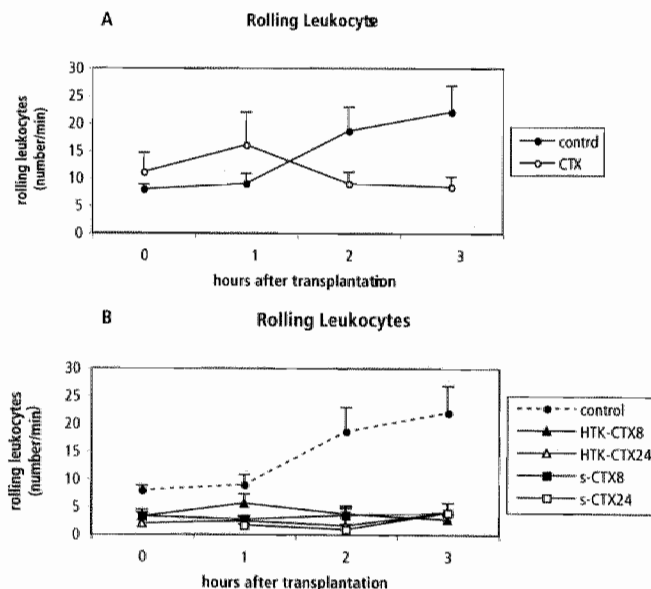 A
Rolling Leukocyte
rolling leukocytes
(number/min)
30
25
20
15
10
5
0
0 1 2 3
hours after transplantation
contrd
CTX
B
Rolling Leukocytes
rolling leukocytes
(number/min)
30
25
20
15
10
5
0
0 1 2 3
hours after transplantation
control
HTK-CTX8
HTK-CTX24
s-CTX8
s-CTX24